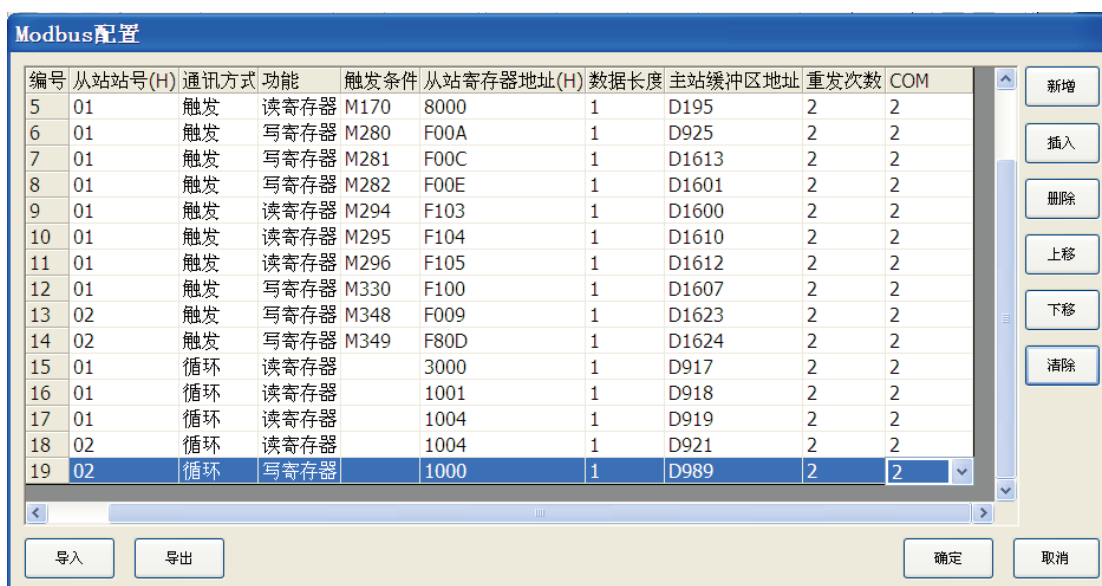 Modbus配置
编号 从站站号(H) 通讯方式 功能 触发条件 从站寄存器地址(H) 数据长度 主站缓冲区地址 重发次数 COM
5 01 触发 读寄存器 M170 8000 1 D195 2 2
6 01 触发 写寄存器 M280 F00A 1 D925 2 2
7 01 触发 写寄存器 M281 F00C 1 D1613 2 2
8 01 触发 写寄存器 M282 F00E 1 D1601 2 2
9 01 触发 读寄存器 M294 F103 1 D1600 2 2
10 01 触发 读寄存器 M295 F104 1 D1610 2 2
11 01 触发 读寄存器 M296 F105 1 D1612 2 2
12 01 触发 写寄存器 M330 F100 1 D1607 2 2
13 02 触发 写寄存器 M348 F009 1 D1623 2 2
14 02 触发 写寄存器 M349 F80D 1 D1624 2 2
15 01 循环 读寄存器 3000 1 D917 2 2
16 01 循环 读寄存器 1001 1 D918 2 2
17 01 循环 读寄存器 1004 1 D919 2 2
18 02 循环 读寄存器 1004 1 D921 2 2
19 02 循环 写寄存器 1000 1 D989 2 2
新增
插入
删除
上移
下移
清除
导入 导出 确定 取消